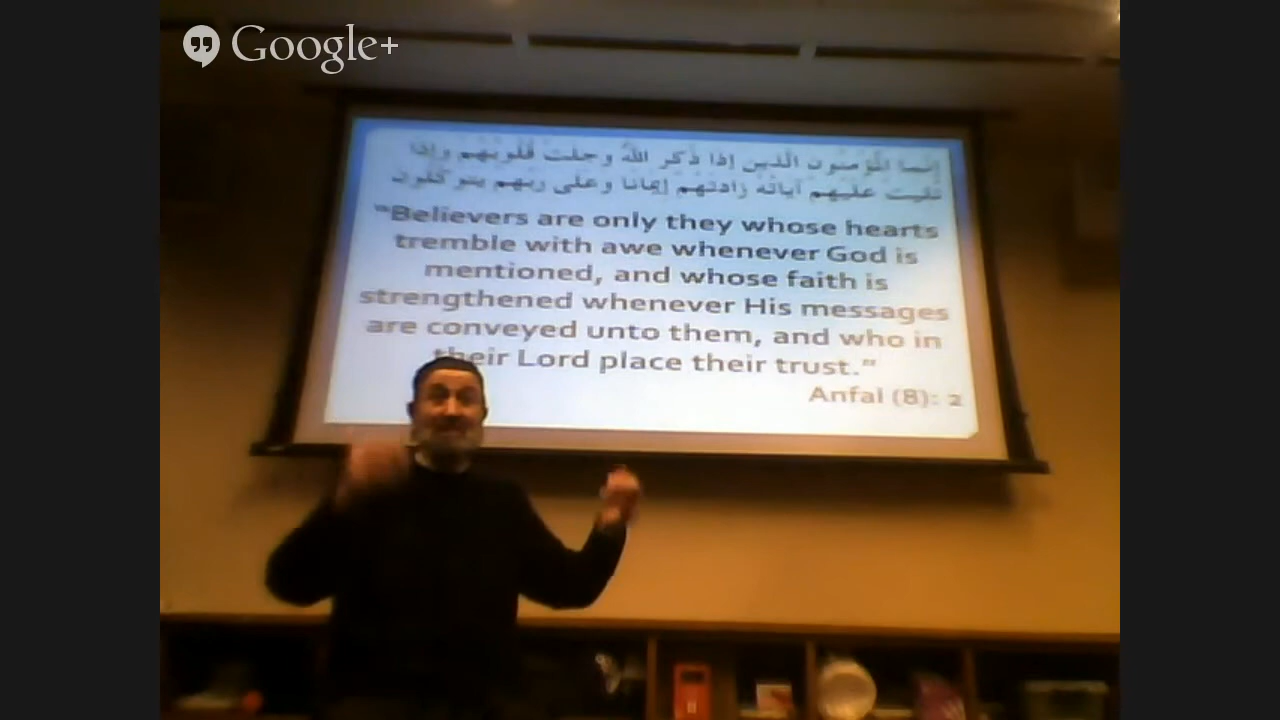 Google+
إنما المؤمنون الذين إذا ذكر الله وجلت قلوبهم وإذا
تليت عليهم آياته زادتهم إيمانا وعلى ربهم يتوكلون
"Believers are only they whose hearts
tremble with awe whenever God is
mentioned, and whose faith is
strengthened whenever His messages
are conveyed unto them, and who in
their Lord place their trust."
Anfal (8): 2